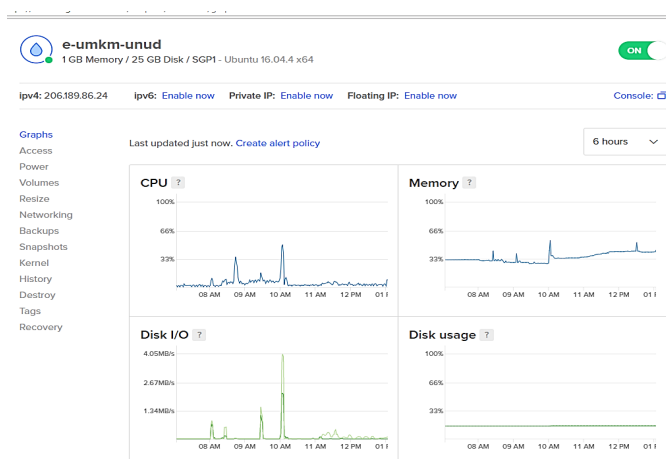 e-umkm-unud
1 GB Memory / 25 GB Disk / SGP1 - Ubuntu 16.04.4 x64
ON
ipv4: 206.189.86.24 ipv6: Enable now Private IP: Enable now Floating IP: Enable now Console:
Graphs
Access
Power
Volumes
Resize
Networking
Backups
Snapshots
Kernel
History
Destroy
Tags
Recovery
Last updated just now. Create alert policy
6 hours
CPU ?
100%
66%
33%
08 AM 09 AM 10 AM 11 AM 12 PM 01
Memory ?
100%
66%
33%
08 AM 09 AM 10 AM 11 AM 12 PM 01
Disk I/O ?
4.05MB/s
2.67MB/s
1.34MB/s
08 AM 09 AM 10 AM 11 AM 12 PM 01
Disk usage ?
100%
66%
33%
08 AM 09 AM 10 AM 11 AM 12 PM 01